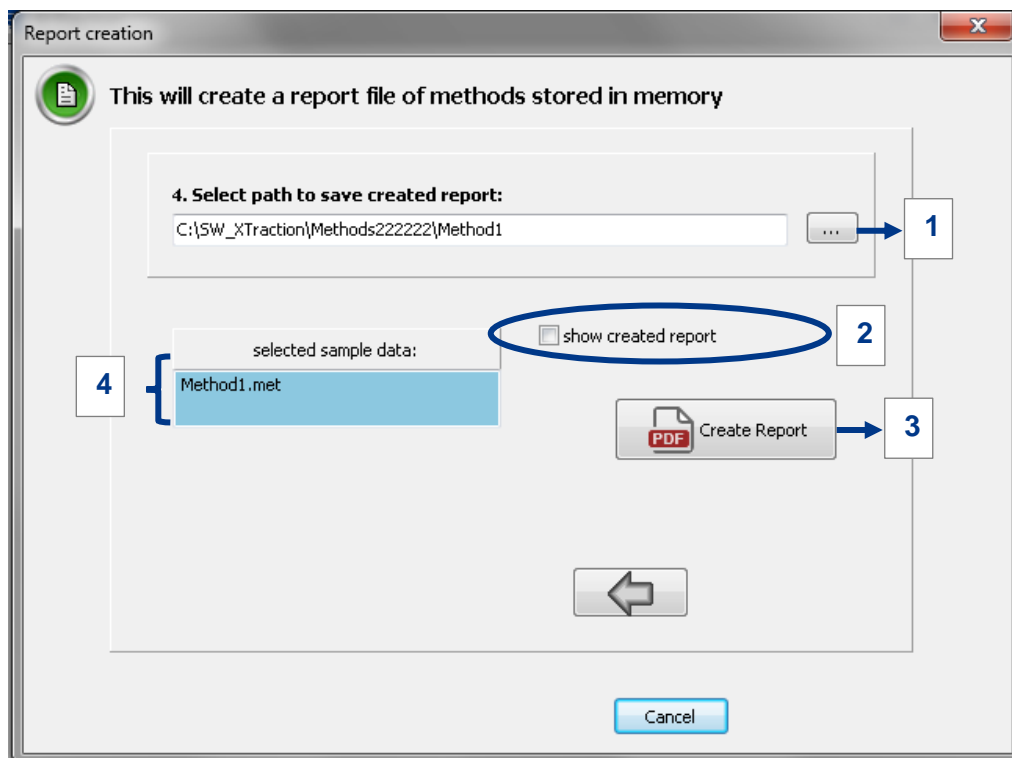 Report creation
This will create a report file of methods stored in memory
4. Select path to save created report:
C:\SW_XTraction\Methods222222\Method1
...
1
show created report
2
selected sample data:
Method1.met
4
PDF
Create Report
3
Cancel